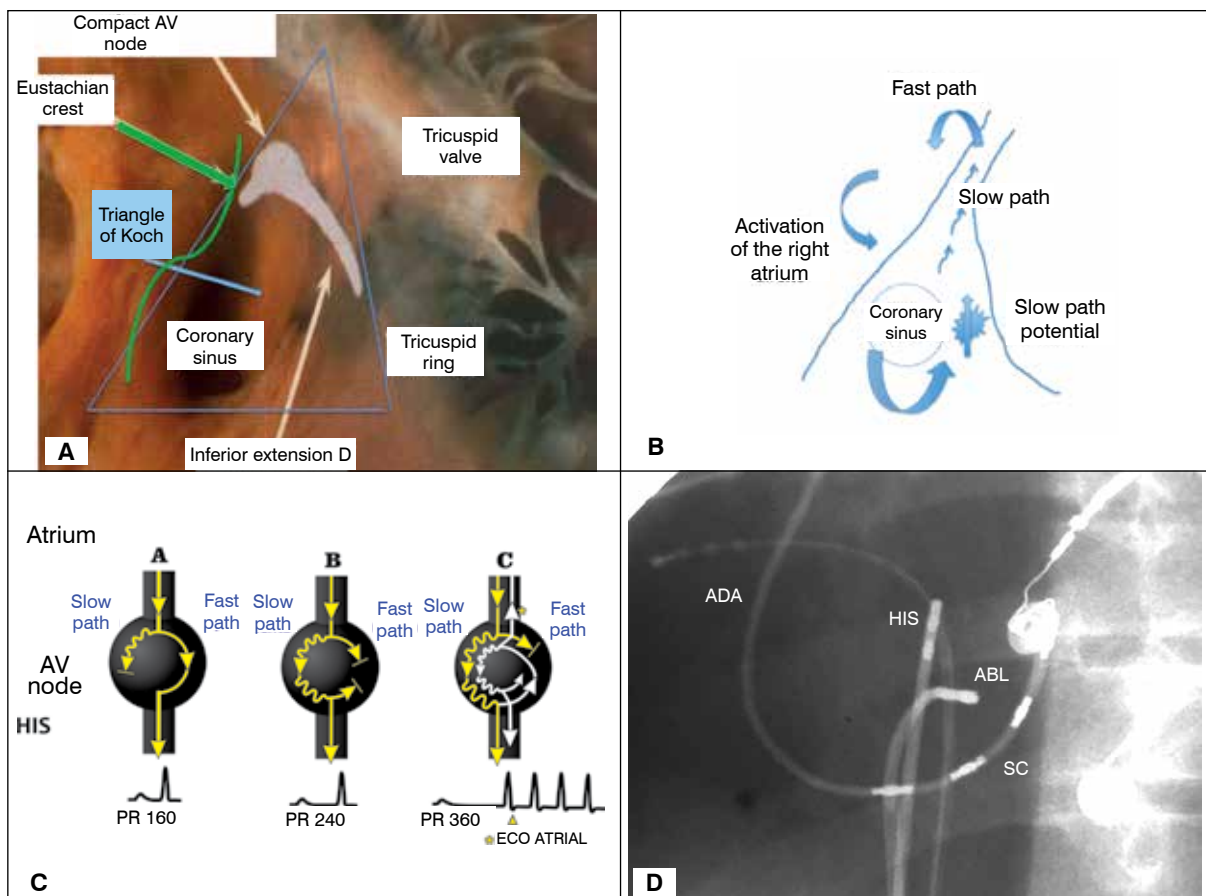 Compact AV
node
Eustachian
crest
Tricuspid
valve
Triangle
of Koch
Coronary
sinus
Tricuspid
ring
Inferior extension D
A
Fast path
Slow path
Activation
of the right
atrium
Coronary
sinus
Slow path
potential
B
Atrium
A
B
C
Slow
path
Fast
path
Slow
path
Fast
path
Slow
path
Fast
path
AV
node
HIS
PR 160
PR 240
PR 360
ECO ATRIAL
C
ADA
HIS
ABL
SC
D